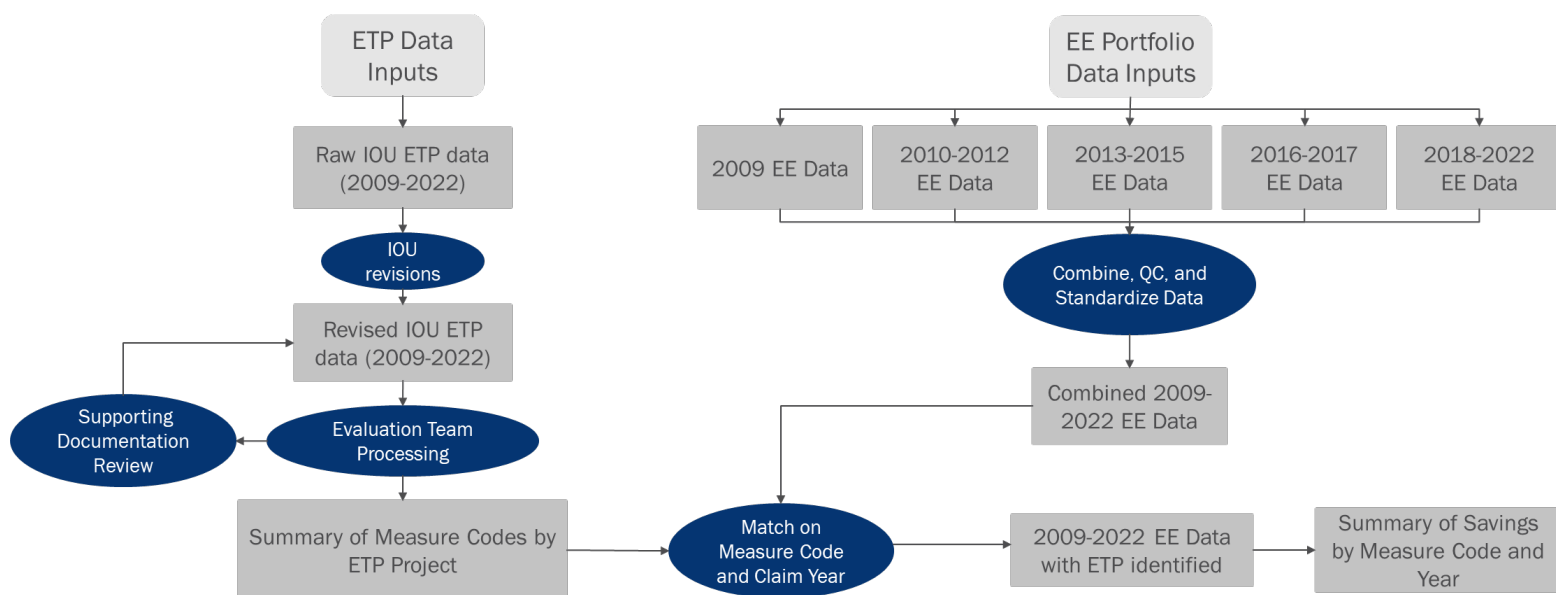 ETP Data
Inputs
EE Portfolio
Data Inputs
Raw IOU ETP data
(2009-2022)
2009 EE Data
2010-2012
EE Data
2013-2015
EE Data
2016-2017
EE Data
2018-2022
EE Data
IOU
revisions
Combine, QC, and
Standardize Data
Revised IOU ETP
data (2009-2022)
Combined 2009-
2022 EE Data
Supporting
Documentation
Review
Evaluation Team
Processing
Summary of Measure Codes by
ETP Project
Match on
Measure Code
and Claim Year
2009-2022 EE Data
with ETP identified
Summary of Savings
by Measure Code and
Year